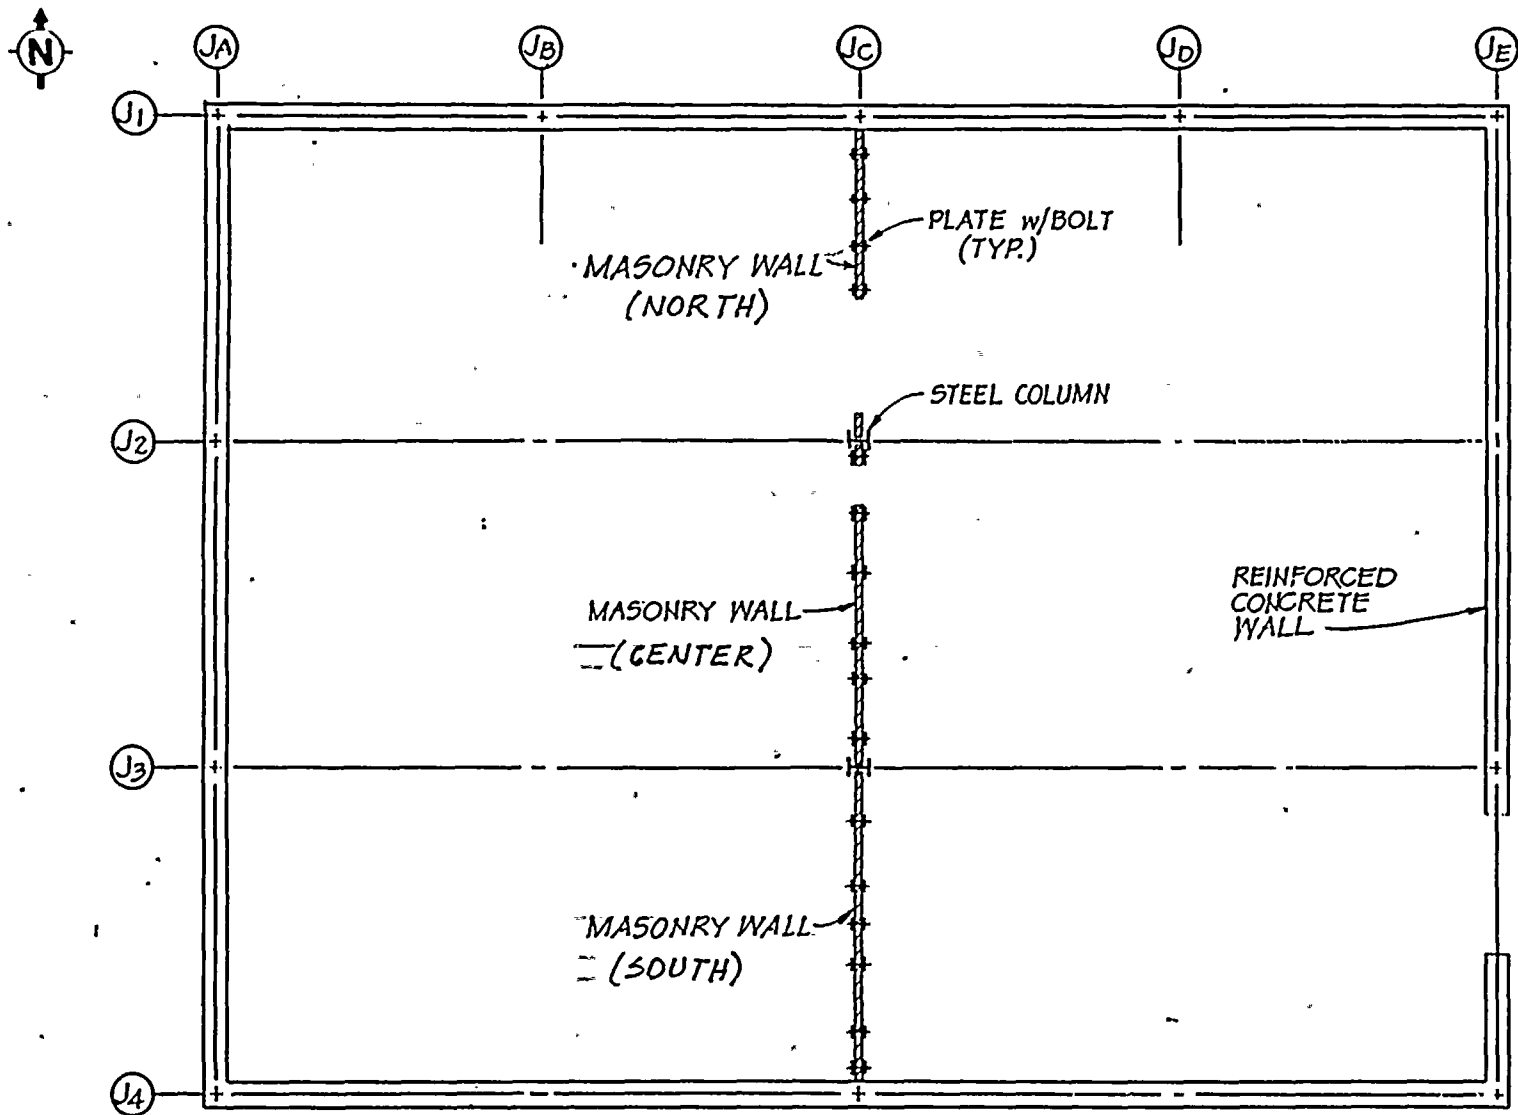 N
JA
JB
JC
JD
JE
J1
PLATE w/BOLT
(TYP.)
MASONRY WALL
(NORTH)
STEEL COLUMN
J2
REINFORCED
CONCRETE
WALL
MASONRY WALL
(CENTER)
J3
MASONRY WALL
(SOUTH)
J4